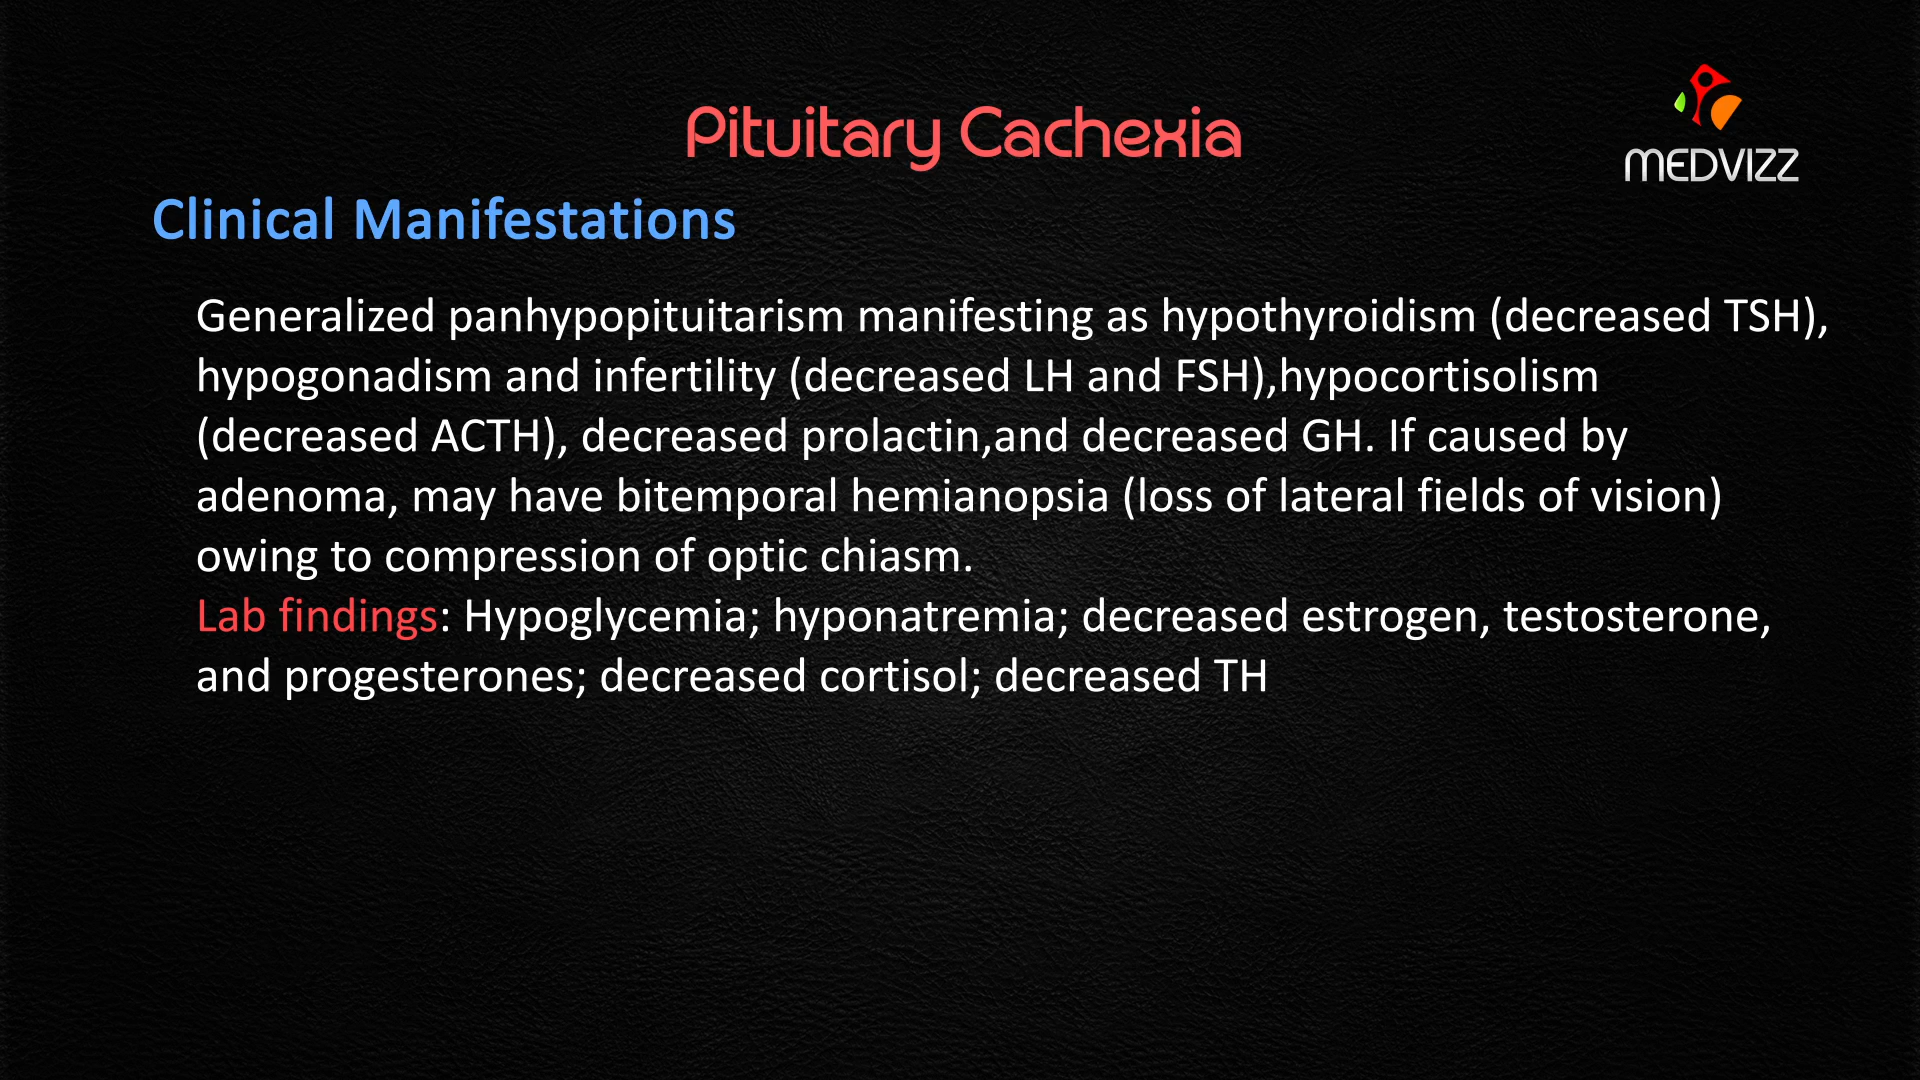 Pituitary Cachexia
MEDVIZZ
Clinical Manifestations
Generalized panhypopituitarism manifesting as hypothyroidism (decreased TSH),
hypogonadism and infertility (decreased LH and FSH),hypocortisolism
(decreased ACTH), decreased prolactin,and decreased GH. If caused by
adenoma, may have bitemporal hemianopsia (loss of lateral fields of vision)
owing to compression of optic chiasm.
Lab findings: Hypoglycemia; hyponatremia; decreased estrogen, testosterone,
and progesterones; decreased cortisol; decreased TH